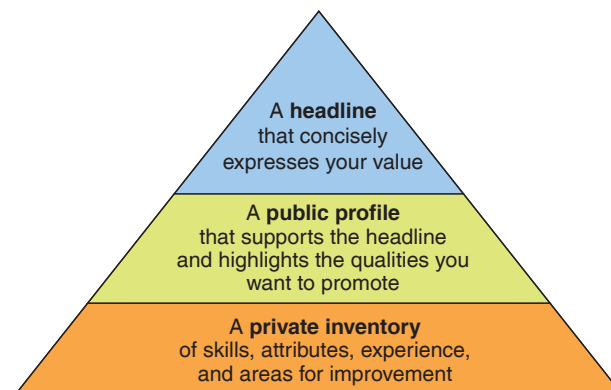 A headline
that concisely
expresses your value
A public profile
that supports the headline
and highlights the qualities you
want to promote
A private inventory
of skills, attributes, experience,
and areas for improvement